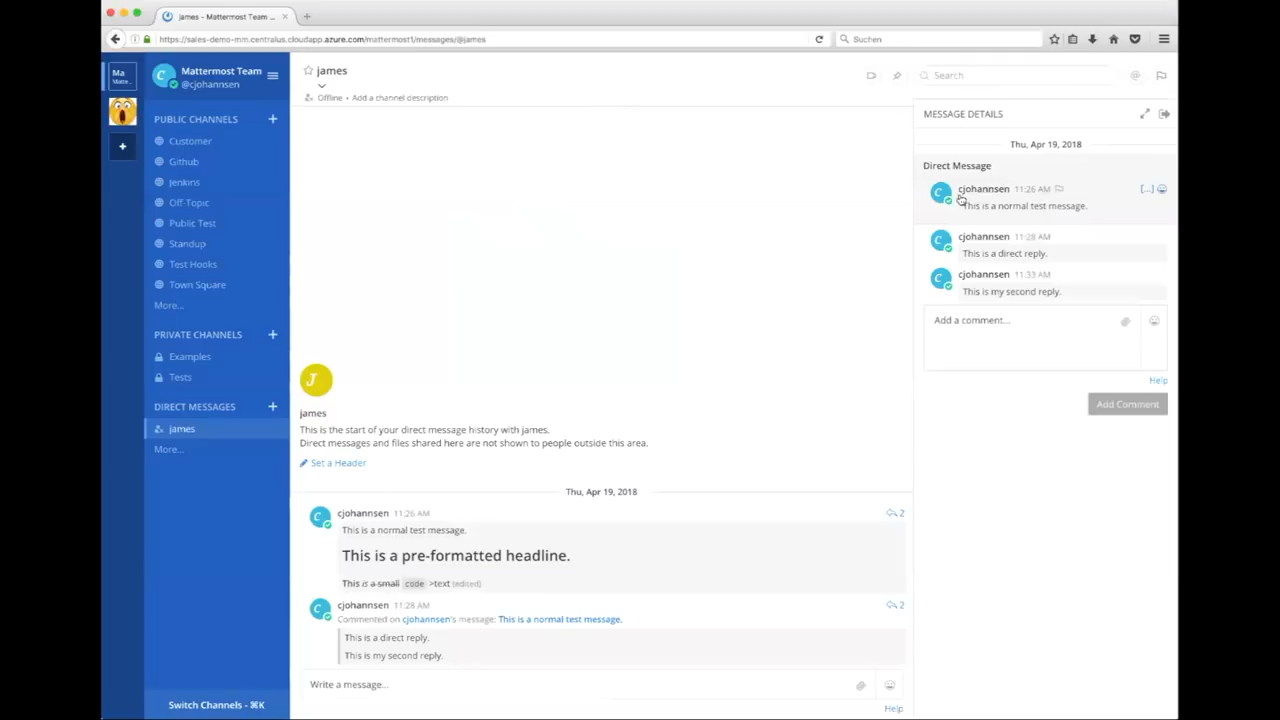 james - Mattermost Team ...
https://sales-demo-mm.centralus.cloudapp.azure.com/mattermost1/messages/@james
Suchen
Ma
Matte..
C
Mattermost Team
@cjohannsen
PUBLIC CHANNELS
Customer
Github
Jenkins
Off-Topic
Public Test
Standup
Test Hooks
Town Square
More...
PRIVATE CHANNELS
Examples
Tests
DIRECT MESSAGES
james
More...
Switch Channels - ⌘K
james
Offline • Add a channel description
Search
J
james
This is the start of your direct message history with james.
Direct messages and files shared here are not shown to people outside this area.
Set a Header
Thu, Apr 19, 2018
C
cjohannsen 11:26 AM
2
This is a normal test message.
This is a pre-formatted headline.
This is a small code >text (edited)
C
cjohannsen 11:28 AM
2
Commented on cjohannsen's message: This is a normal test message.
This is a direct reply.
This is my second reply.
Write a message...
Help
MESSAGE DETAILS
Thu, Apr 19, 2018
Direct Message
C
cjohannsen 11:26 AM
[...]
This is a normal test message.
C
cjohannsen 11:28 AM
This is a direct reply.
C
cjohannsen 11:33 AM
This is my second reply.
Add a comment...
Help
Add Comment